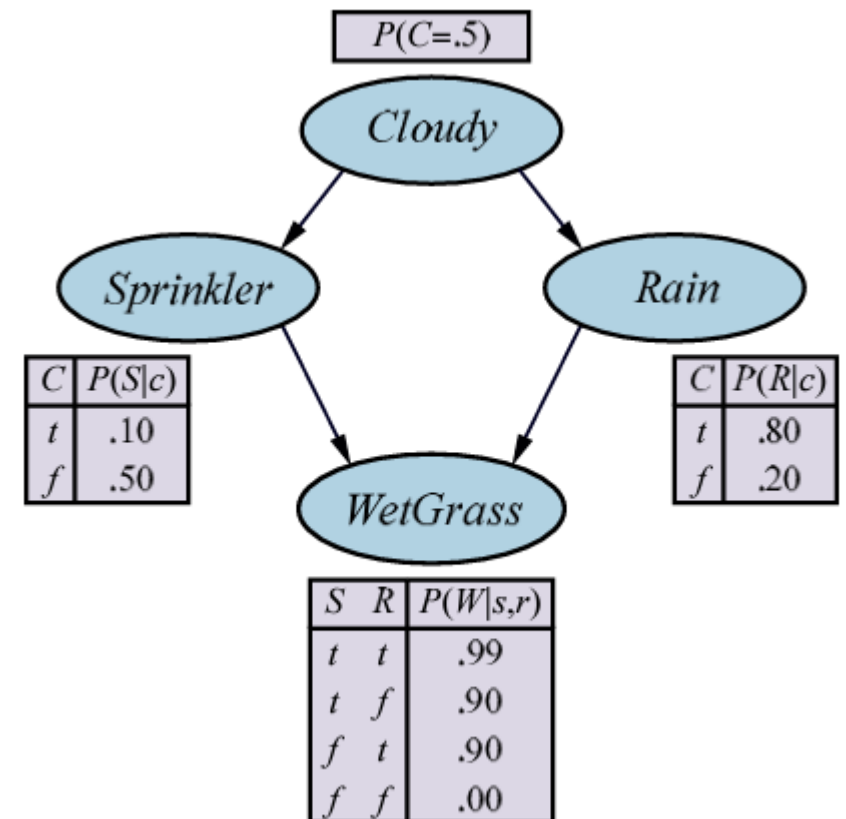 P(C=.5)
Cloudy
Sprinkler
Rain
C P(S|c)
t .10
f .50
C P(R|c)
t .80
f .20
WetGrass
S R P(W|s,r)
t t .99
t f .90
f t .90
f f .00